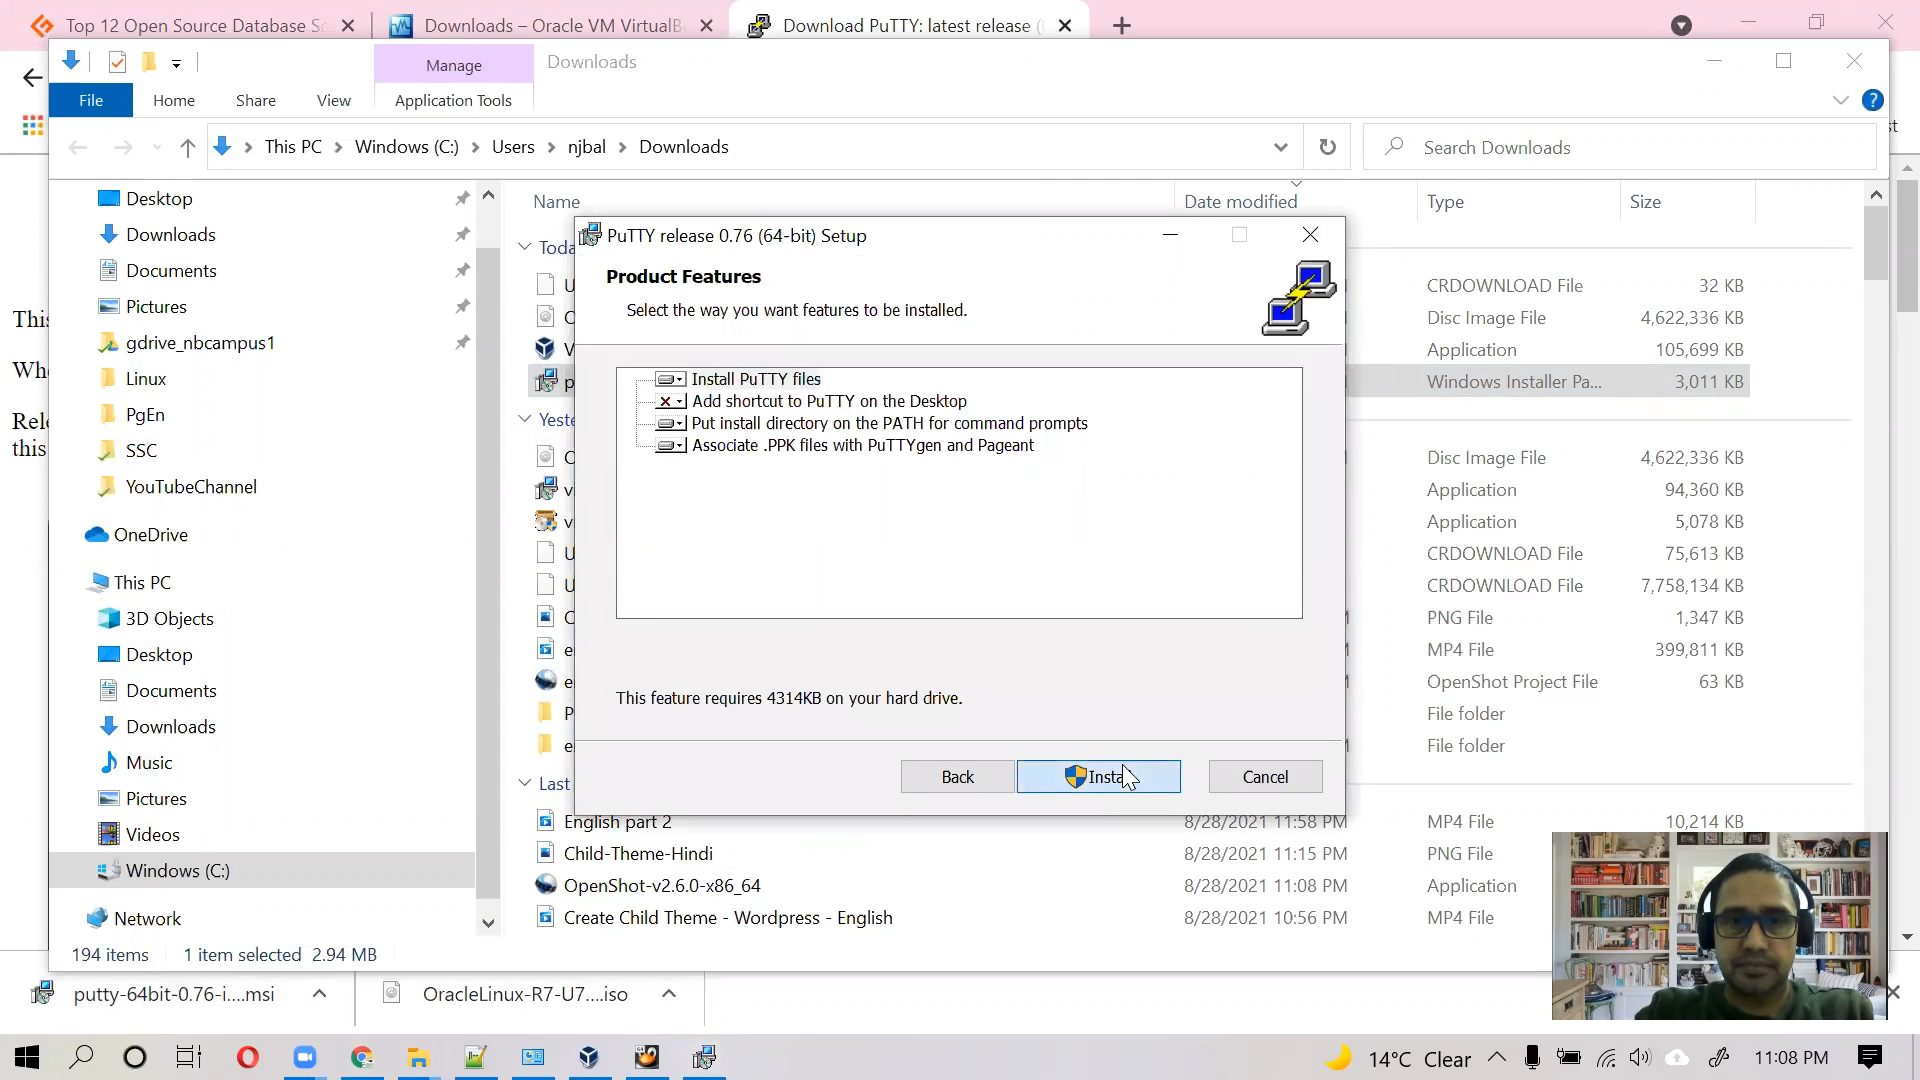 Top 12 Open Source Database So
Downloads – Oracle VM VirtualB
Download PuTTY: latest release (
Manage
Downloads
File
Home
Share
View
Application Tools
This PC
Windows (C:)
Users
njbal
Downloads
Search Downloads
Desktop
Downloads
Documents
Pictures
gdrive_nbcampus1
Linux
PgEn
SSC
YouTubeChannel
OneDrive
This PC
3D Objects
Desktop
Documents
Downloads
Music
Pictures
Videos
Windows (C:)
Network
Name
Date modified
Type
Size
Toda
CRDOWNLOAD File
32 KB
Disc Image File
4,622,336 KB
Application
105,699 KB
Windows Installer Pa...
3,011 KB
Yeste
Disc Image File
4,622,336 KB
Application
94,360 KB
Application
5,078 KB
CRDOWNLOAD File
75,613 KB
CRDOWNLOAD File
7,758,134 KB
PNG File
1,347 KB
MP4 File
399,811 KB
OpenShot Project File
63 KB
File folder
File folder
Last
English part 2
8/28/2021 11:58 PM
MP4 File
10,214 KB
Child-Theme-Hindi
8/28/2021 11:15 PM
PNG File
OpenShot-v2.6.0-x86_64
8/28/2021 11:08 PM
Application
Create Child Theme - Wordpress - English
8/28/2021 10:56 PM
MP4 File
PuTTY release 0.76 (64-bit) Setup
Product Features
Select the way you want features to be installed.
Install PuTTY files
Add shortcut to PuTTY on the Desktop
Put install directory on the PATH for command prompts
Associate .PPK files with PuTTYgen and Pageant
This feature requires 4314KB on your hard drive.
Back
Insta
Cancel
194 items
1 item selected 2.94 MB
This
Rele
this
putty-64bit-0.76-i....msi
OracleLinux-R7-U7....iso
14°C Clear
11:08 PM